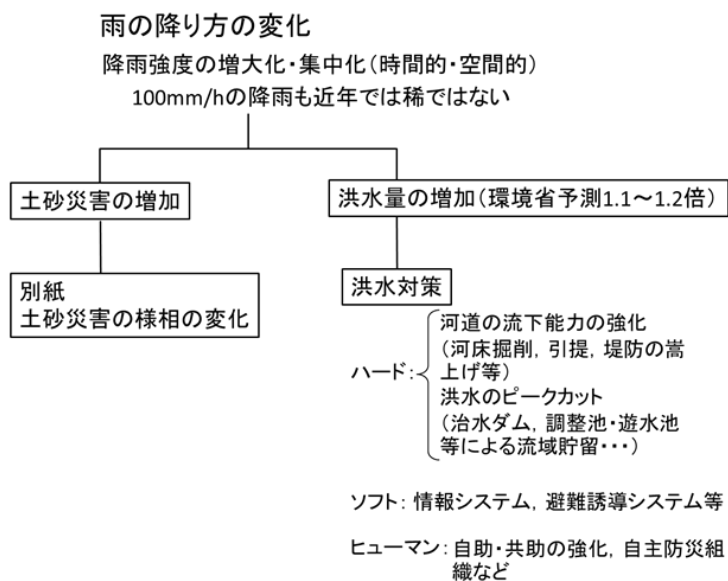 雨の降り方の変化
降雨強度の増大化・集中化(時間的・空間的)
100mm/hの降雨も近年では稀ではない
土砂災害の増加
洪水量の増加(環境省予測1.1～1.2倍)
別紙
土砂災害の様相の変化
洪水対策
ハード:
河道の流下能力の強化
(河床掘削, 引提, 堤防の嵩
上げ等)
洪水のピークカット
(治水ダム, 調整池・遊水池
等による流域貯留・・・)
ソフト: 情報システム, 避難誘導システム等
ヒューマン: 自助・共助の強化, 自主防災組
織など